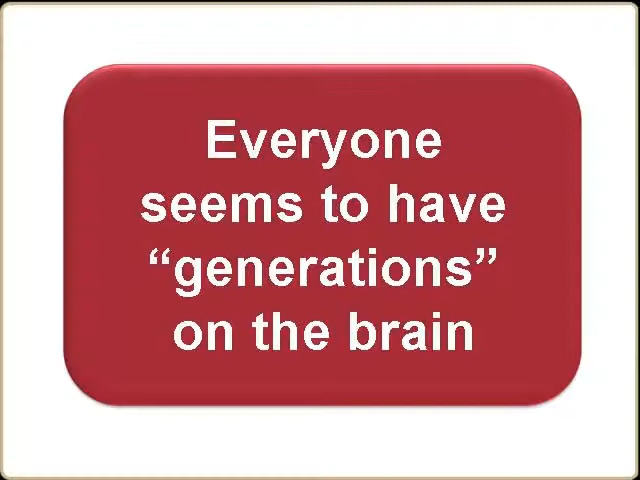 Everyone
seems to have
“generations”
on the brain